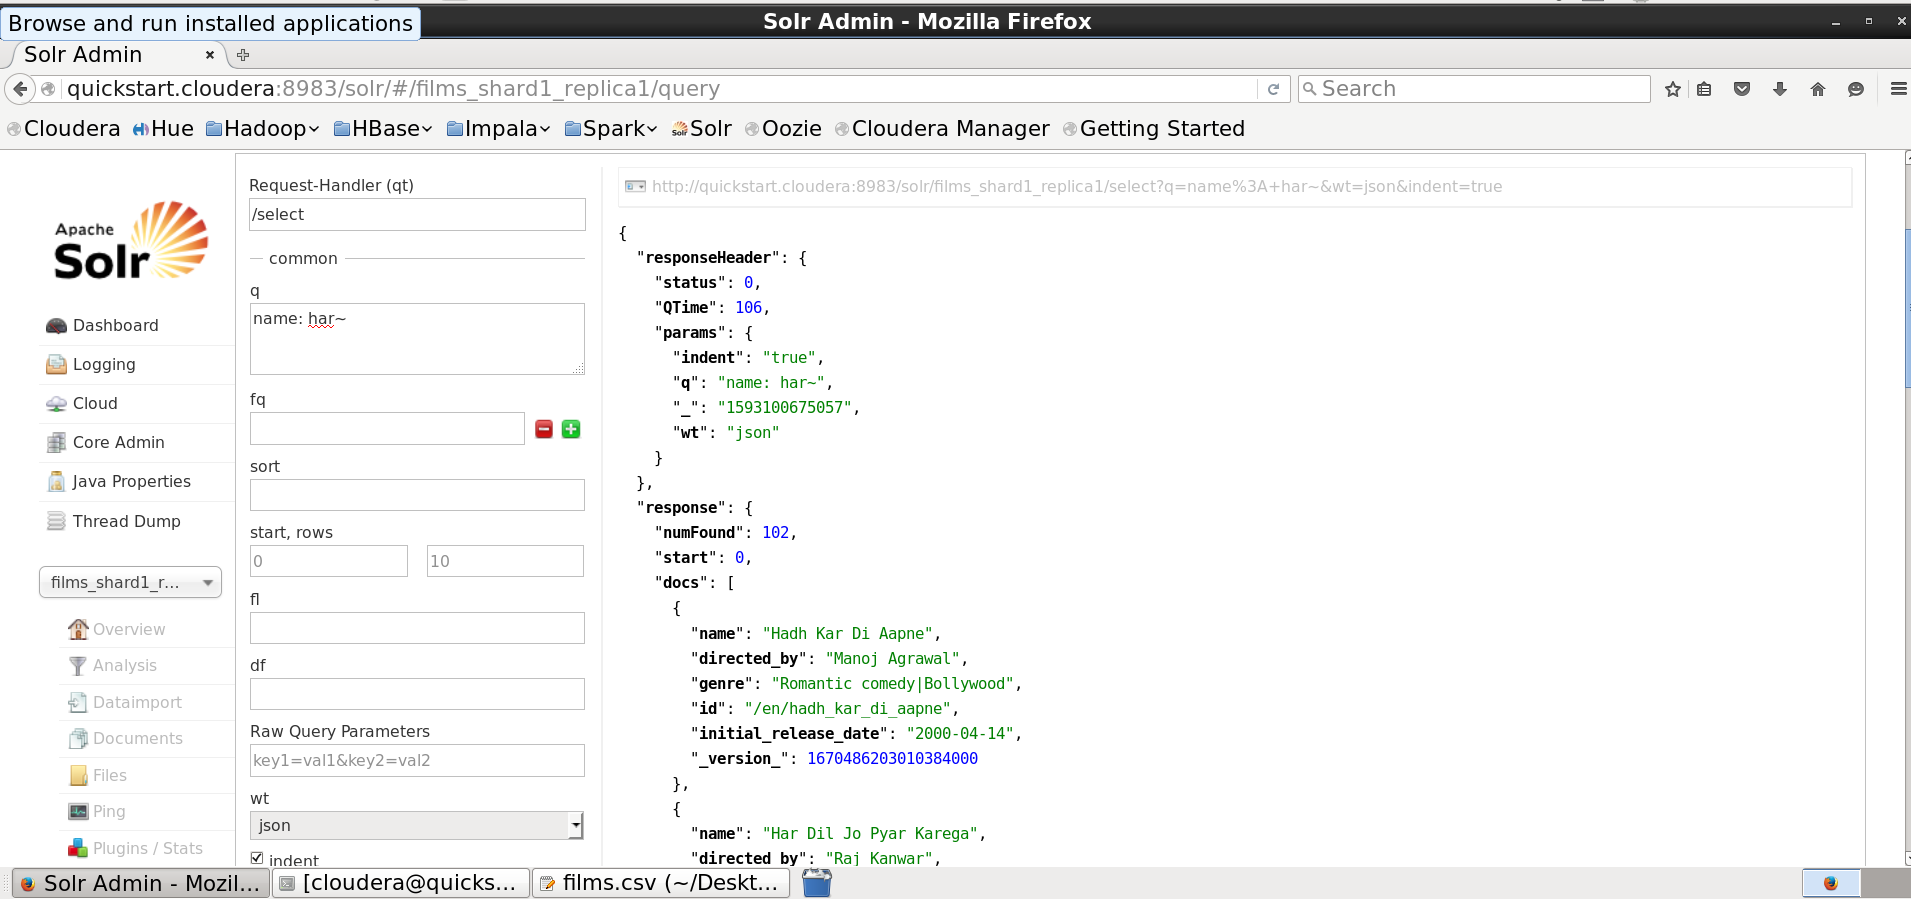 Browse and run installed applications
Solr Admin - Mozilla Firefox
Solr Admin
quickstart.cloudera:8983/solr/#/films_shard1_replica1/query
Search
Cloudera Hue Hadoop HBase Impala Spark Solr Oozie Cloudera Manager Getting Started
Apache
Solr
Dashboard
Logging
Cloud
Core Admin
Java Properties
Thread Dump
films_shard1_r...
Overview
Analysis
Dataimport
Documents
Files
Ping
Plugins / Stats
Request-Handler (qt)
/select
common
q
name: har~
fq
sort
start, rows
0 10
fl
df
Raw Query Parameters
key1=val1&key2=val2
wt
json
indent
http://quickstart.cloudera:8983/solr/films_shard1_replica1/select?q=name%3A+har~&wt=json&indent=true
{
"responseHeader": {
"status": 0,
"QTime": 106,
"params": {
"indent": "true",
"q": "name: har~",
"_": "1593100675057",
"wt": "json"
}
},
"response": {
"numFound": 102,
"start": 0,
"docs": [
{
"name": "Hadh Kar Di Aapne",
"directed_by": "Manoj Agrawal",
"genre": "Romantic comedy|Bollywood",
"id": "/en/hadh_kar_di_aapne",
"initial_release_date": "2000-04-14",
"_version_": 1670486203010384000
},
{
"name": "Har Dil Jo Pyar Karega",
"directed_by": "Raj Kanwar",
Solr Admin - Mozil...
[cloudera@quicks...
films.csv (~/Deskt...